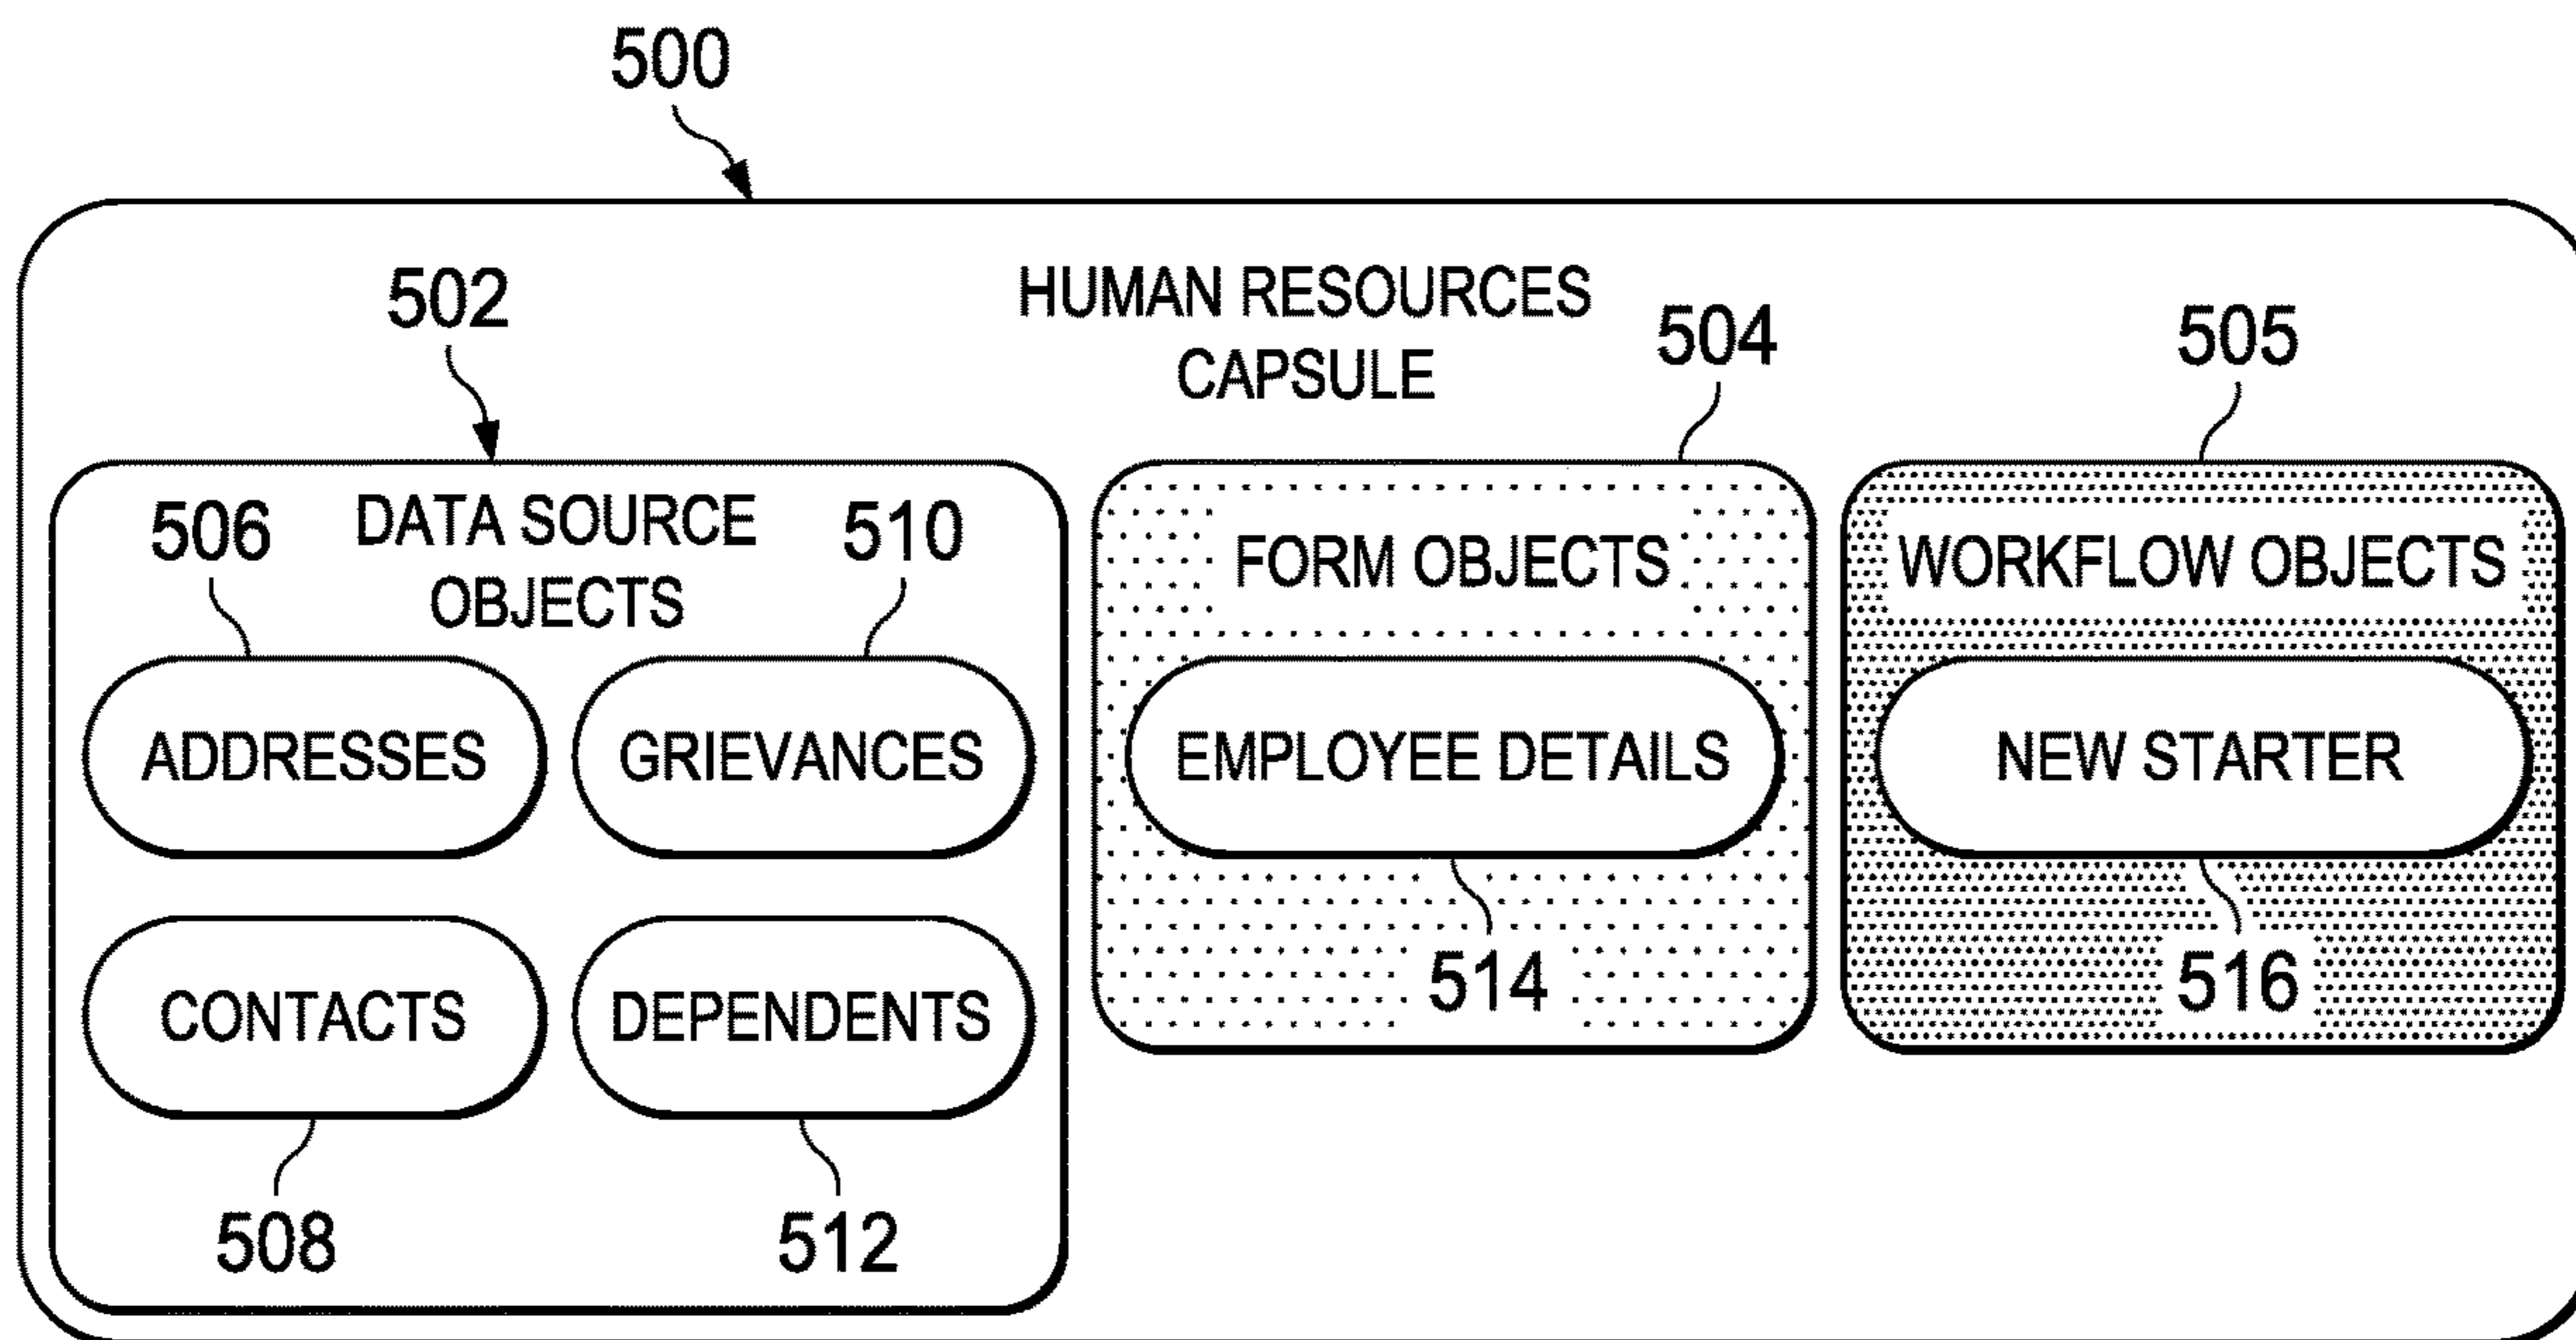 500
HUMAN RESOURCES
CAPSULE
502
504
505
DATA SOURCE
OBJECTS
506
510
ADDRESSES
GRIEVANCES
CONTACTS
DEPENDENTS
508
512
FORM OBJECTS
EMPLOYEE DETAILS
514
WORKFLOW OBJECTS
NEW STARTER
516